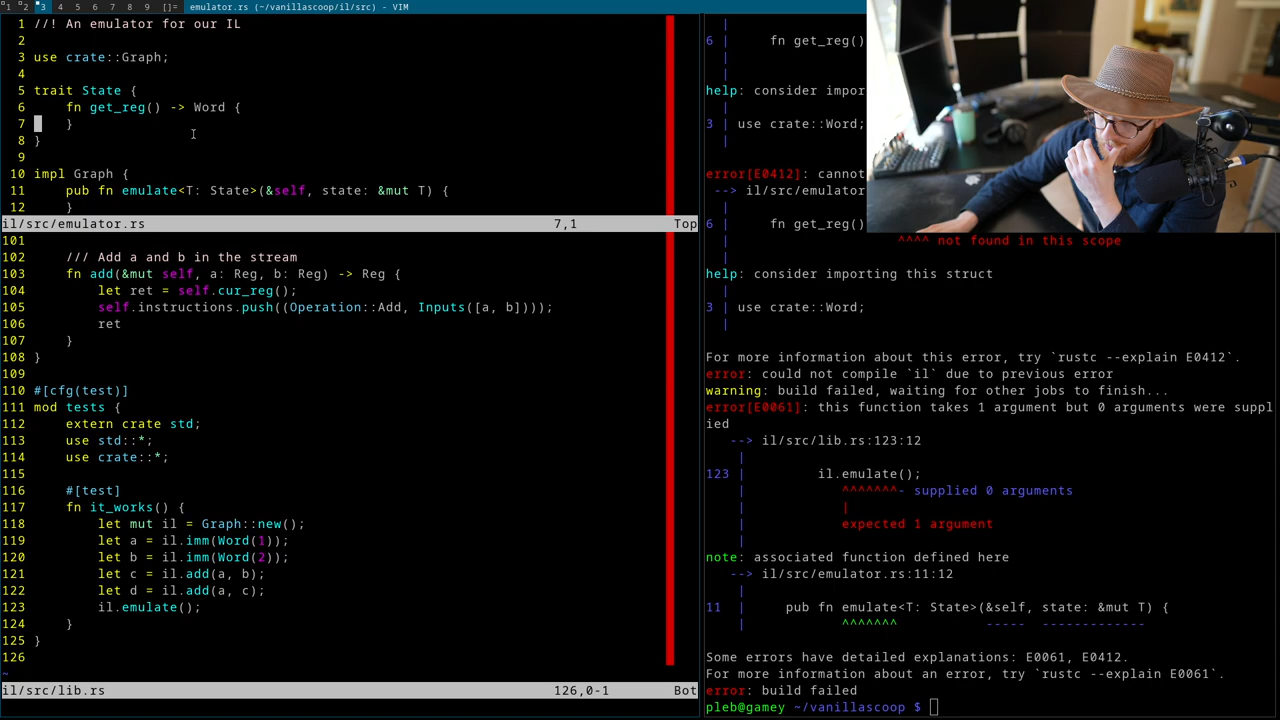 1 2 3 4 5 6 7 8 9 []= emulator.rs (~/vanillascoop/il/src) - VIM
1 //! An emulator for our IL
2
3 use crate::Graph;
4
5 trait State {
6     fn get_reg() -> Word {
7     }
8 }
9
10 impl Graph {
11     pub fn emulate<T: State>(&self, state: &mut T) {
12     }
il/src/emulator.rs 7,1 Top
101
102     /// Add a and b in the stream
103     fn add(&mut self, a: Reg, b: Reg) -> Reg {
104         let ret = self.cur_reg();
105         self.instructions.push((Operation::Add, Inputs([a, b])));
106         ret
107     }
108 }
109
110 #[cfg(test)]
111 mod tests {
112     extern crate std;
113     use std::*;
114     use crate::*;
115
116     #[test]
117     fn it_works() {
118         let mut il = Graph::new();
119         let a = il.imm(Word(1));
120         let b = il.imm(Word(2));
121         let c = il.add(a, b);
122         let d = il.add(a, c);
123         il.emulate();
124     }
125 }
126
~
il/src/lib.rs 126,0-1 Bot
|
6 |     fn get_reg()
|
|
help: consider impor
|
3 | use crate::Word;
|
error[E0412]: cannot
--> il/src/emulator
|
6 |     fn get_reg()
| ^^^^ not found in this scope
|
help: consider importing this struct
|
3 | use crate::Word;
|
For more information about this error, try `rustc --explain E0412`.
error: could not compile `il` due to previous error
warning: build failed, waiting for other jobs to finish...
error[E0061]: this function takes 1 argument but 0 arguments were suppl
ied
--> il/src/lib.rs:123:12
|
123 |         il.emulate();
| ^^^^^^^- supplied 0 arguments
| |
| expected 1 argument
|
note: associated function defined here
--> il/src/emulator.rs:11:12
|
11 |     pub fn emulate<T: State>(&self, state: &mut T) {
| ^^^^^^^ ----- -------------
Some errors have detailed explanations: E0061, E0412.
For more information about an error, try `rustc --explain E0061`.
error: build failed
pleb@gamey ~/vanillascoop $